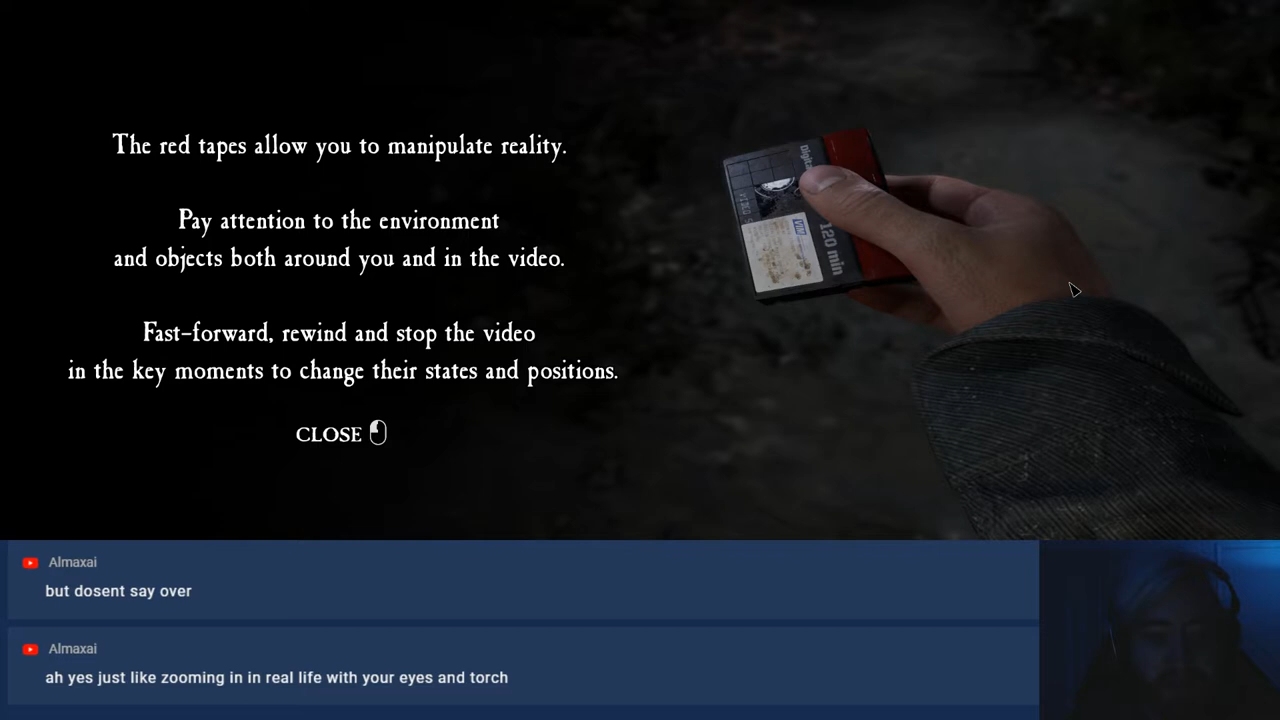 The red tapes allow you to manipulate reality.
Pay attention to the environment
and objects both around you and in the video.
Fast-forward, rewind and stop the video
in the key moments to change their states and positions.
CLOSE
120 min
Almaxai
but dosent say over
Almaxai
ah yes just like zooming in in real life with your eyes and torch